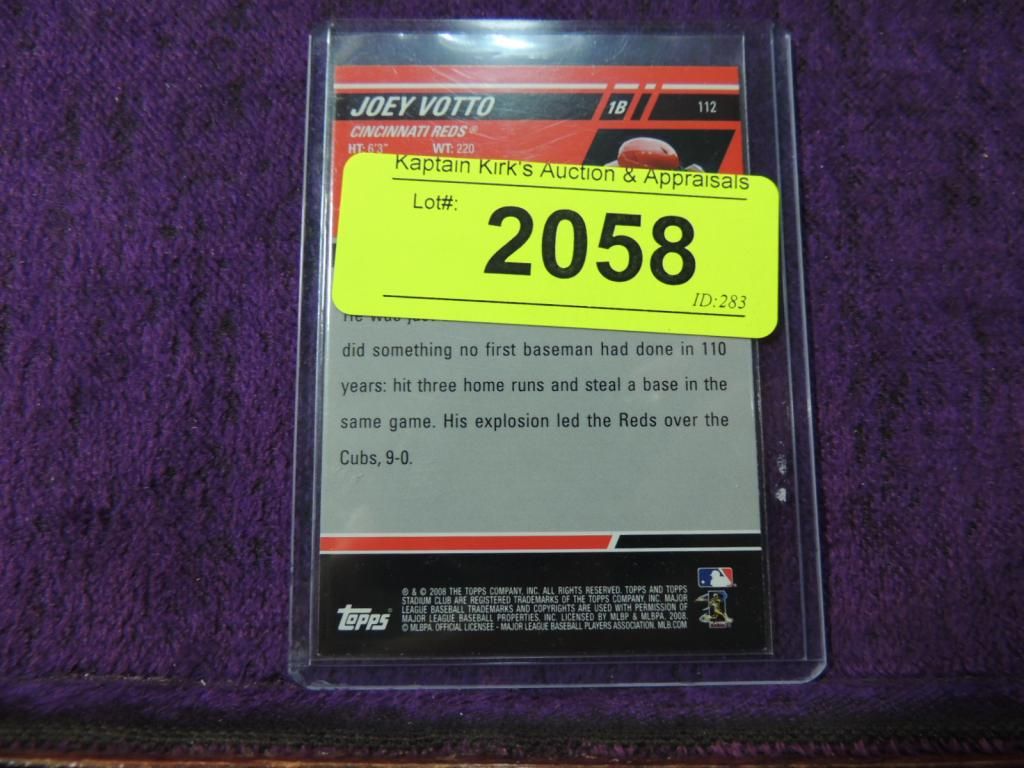 JOEY VOTTO 1B 112
CINCINNATI REDS®
HT: 6'3" WT: 220
Kaptain Kirk's Auction & Appraisals
Lot#: 2058
ID:283
He was
did something no first baseman had done in 110
years: hit three home runs and steal a base in the
same game. His explosion led the Reds over the
Cubs, 9-0.
® & © 2008 THE TOPPS COMPANY, INC. ALL RIGHTS RESERVED. TOPPS AND TOPPS
STADIUM CLUB ARE REGISTERED TRADEMARKS OF THE TOPPS COMPANY, INC. MAJOR
LEAGUE BASEBALL TRADEMARKS AND COPYRIGHTS ARE USED WITH PERMISSION OF
MAJOR LEAGUE BASEBALL PROPERTIES, INC. LICENSED BY MLBP & MLBPA, 2008.
© MLBPA. OFFICIAL LICENSEE - MAJOR LEAGUE BASEBALL PLAYERS ASSOCIATION. MLB.COM
topps